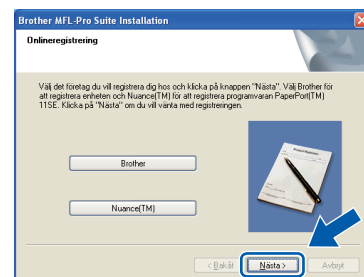 Brother MFL-Pro Suite Installation
Onlineregistrering
Välj det företag du vill registrera dig hos och klicka på knappen "Nästa". Välj Brother för
att registrera enheten och Nuance(TM) för att registrera programvaran PaperPort(TM)
11SE. Klicka på "Nästa" om du vill vänta med registreringen.
Brother
Nuance(TM)
< Bakåt
Nästa >
Avbryt